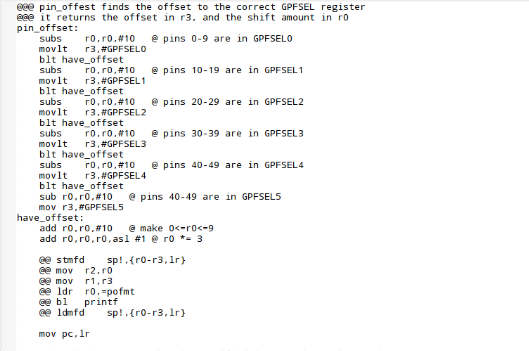 @@@ pin_offest finds the offset to the correct GPFSEL register
@@@ it returns the offset in r3, and the shift amount in r0
pin_offset:
    subs    r0,r0,#10   @ pins 0-9 are in GPFSEL0
    movlt   r3,#GPFSEL0
    blt have_offset
    subs    r0,r0,#10   @ pins 10-19 are in GPFSEL1
    movlt   r3,#GPFSEL1
    blt have_offset
    subs    r0,r0,#10   @ pins 20-29 are in GPFSEL2
    movlt   r3,#GPFSEL2
    blt have_offset
    subs    r0,r0,#10   @ pins 30-39 are in GPFSEL3
    movlt   r3,#GPFSEL3
    blt have_offset
    subs    r0,r0,#10   @ pins 40-49 are in GPFSEL4
    movlt   r3,#GPFSEL4
    blt have_offset
    sub r0,r0,#10   @ pins 40-49 are in GPFSEL5
    mov r3,#GPFSEL5
have_offset:
    add r0,r0,#10   @ make 0<=r0<=9
    add r0,r0,r0,asl #1 @ r0 *= 3
    @@ stmfd    sp!,{r0-r3,lr}
    @@ mov  r2,r0
    @@ mov  r1,r3
    @@ ldr  r0,=pofmt
    @@ bl   printf
    @@ ldmfd    sp!,{r0-r3,lr}
    mov pc,lr